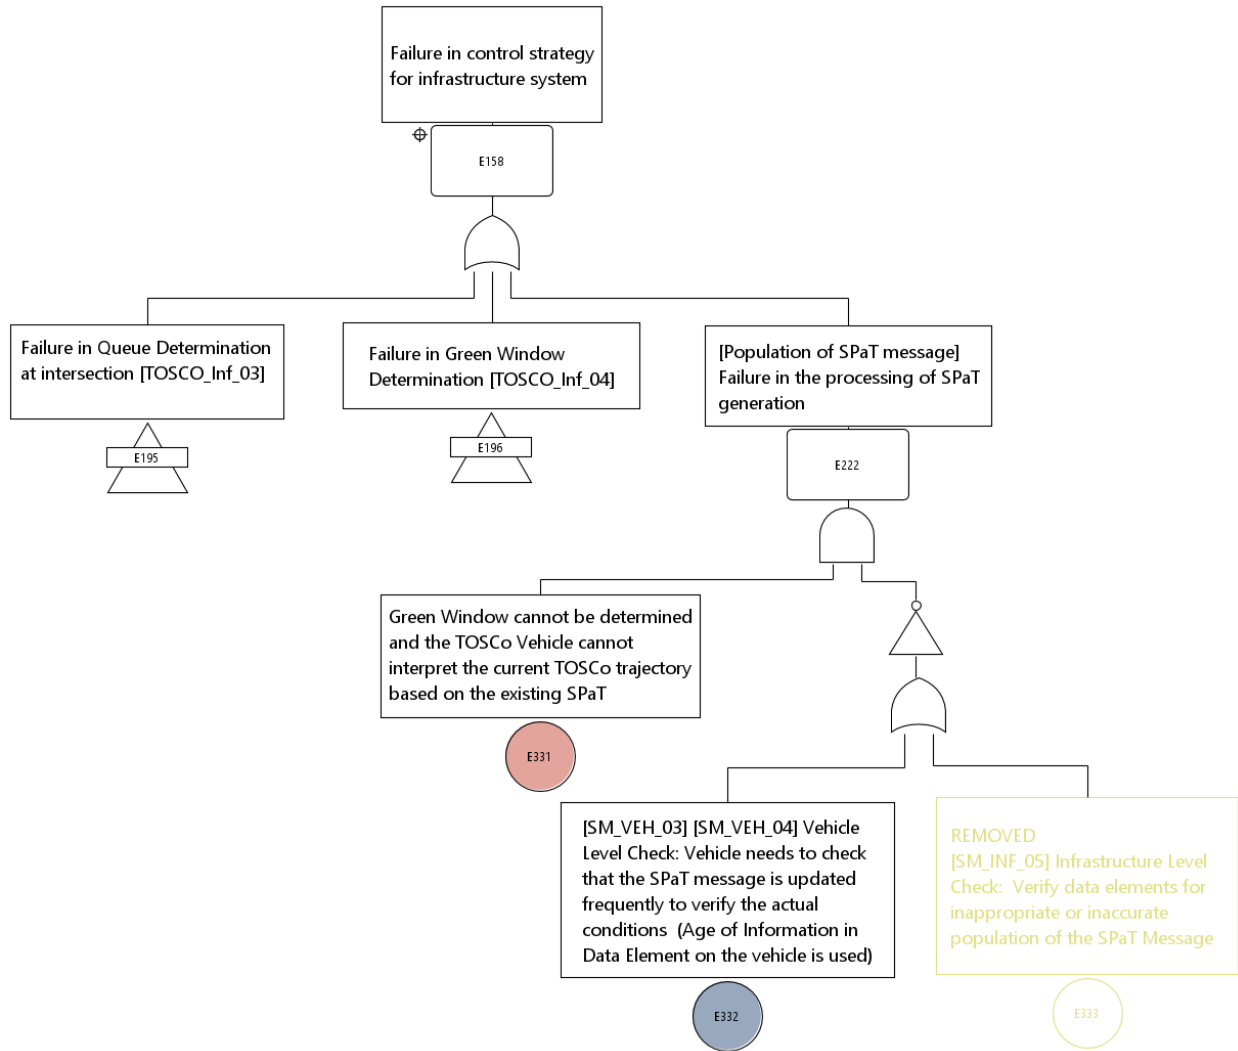 Failure in control strategy
for infrastructure system
E158
Failure in Queue Determination
at intersection [TOSCO_Inf_03]
E195
Failure in Green Window
Determination [TOSCO_Inf_04]
E196
[Population of SPaT message]
Failure in the processing of SPaT
generation
E222
Green Window cannot be determined
and the TOSCo Vehicle cannot
interpret the current TOSCo trajectory
based on the existing SPaT
E331
[SM_VEH_03] [SM_VEH_04] Vehicle
Level Check: Vehicle needs to check
that the SPaT message is updated
frequently to verify the actual
conditions (Age of Information in
Data Element on the vehicle is used)
E332
REMOVED
[SM_INF_05] Infrastructure Level
Check: Verify data elements for
inappropriate or inaccurate
population of the SPaT Message
E333